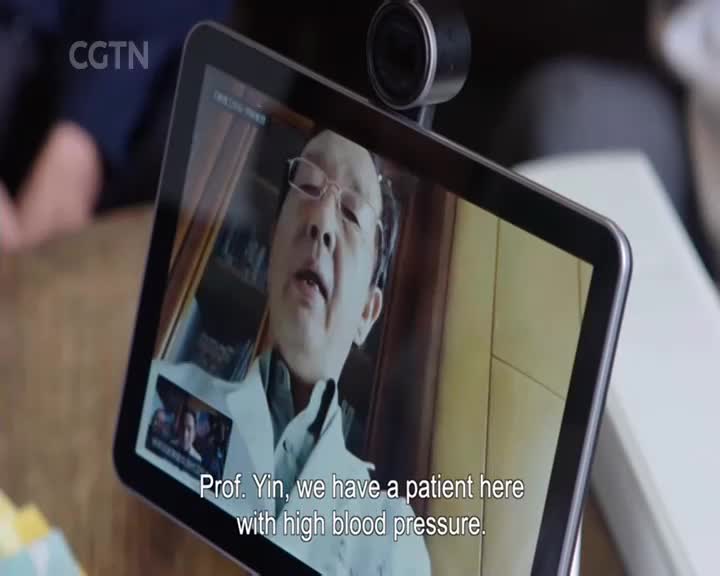 CGTN
Prof. Yin, we have a patient here
with high blood pressure.